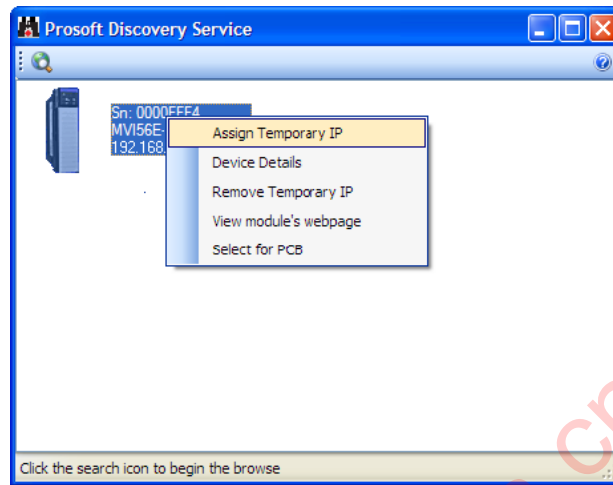 Prosoft Discovery Service
Sn: 0000FFF4
MVI56E-
192.168.
Assign Temporary IP
Device Details
Remove Temporary IP
View module's webpage
Select for PCB
Click the search icon to begin the browse